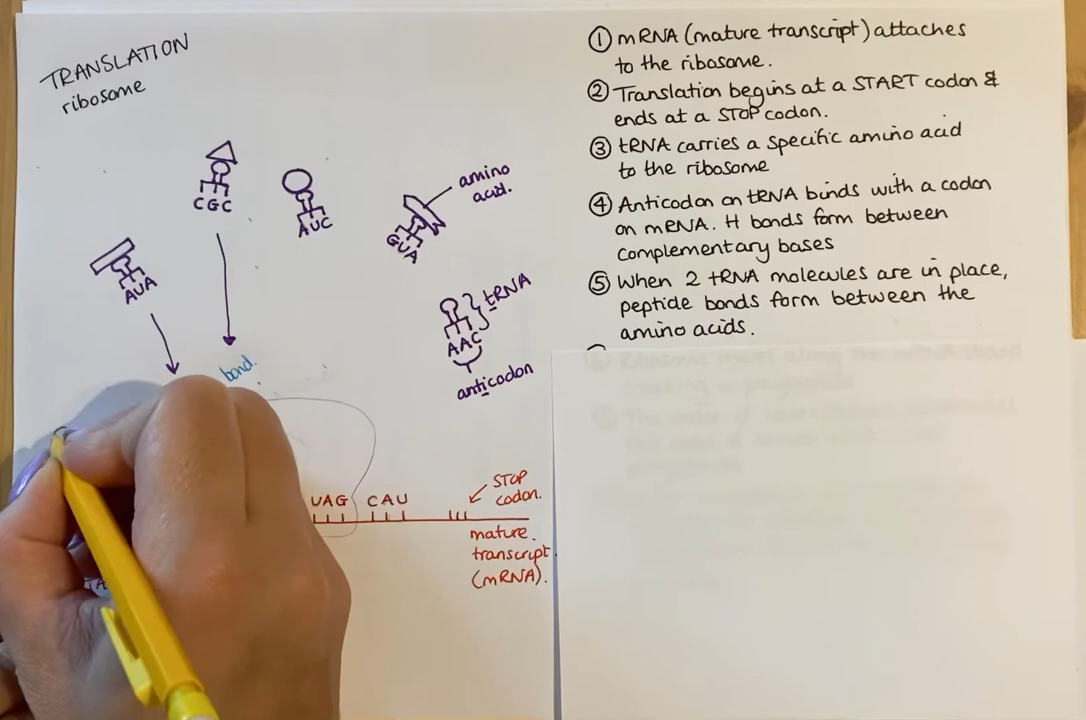 TRANSLATION
ribosome
CGC
AUC
GUA
amino
acid.
AUA
tRNA
AAC
anticodon
bond.
UAG CAU
STOP
codon.
mature
transcript
(mRNA).
① mRNA (mature transcript) attaches
to the ribosome.
② Translation begins at a START codon &
ends at a STOP codon.
③ tRNA carries a specific amino acid
to the ribosome
④ Anticodon on tRNA binds with a codon
on mRNA. H bonds form between
complementary bases
⑤ When 2 tRNA molecules are in place,
peptide bonds form between the
amino acids.